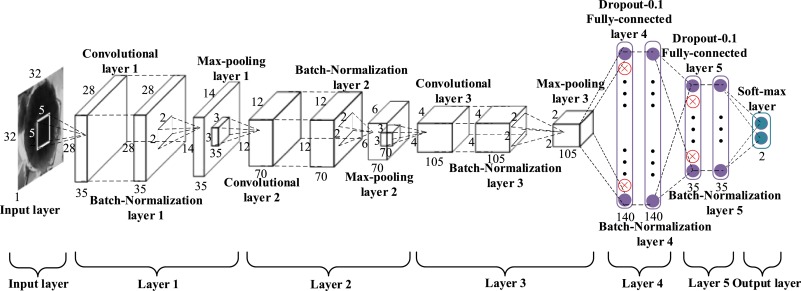 Dropout-0.1
Fully-connected
layer 4
Dropout-0.1
Fully-connected
layer 5
Soft-max
layer
Convolutional
layer 1
Max-pooling
layer 1
Batch-Normalization
layer 2
Convolutional
layer 3
Max-pooling
layer 3
32
32
5
5
1
28
28
28
28
35
35
2
2
14
14
3
3
35
35
12
12
12
12
70
70
2
2
6
6
3
3
70
70
4
4
4
4
105
105
2
2
2
2
105
140
140
35
35
2
Input layer
Batch-Normalization
layer 1
Convolutional
layer 2
Max-pooling
layer 2
Batch-Normalization
layer 3
Batch-Normalization
layer 4
Batch-Normalization
layer 5
Input layer
Layer 1
Layer 2
Layer 3
Layer 4
Layer 5
Output layer